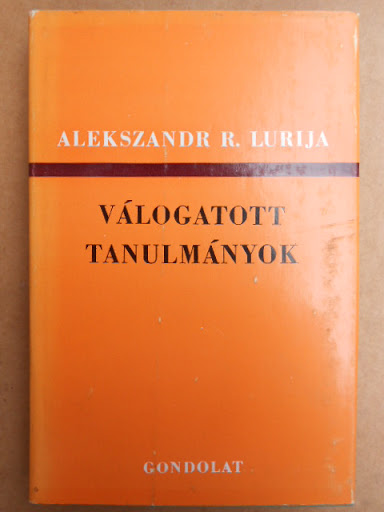 ALEKSZANDR R. LURIJA
VÁLOGATOTT
TANULMÁNYOK
GONDOLAT